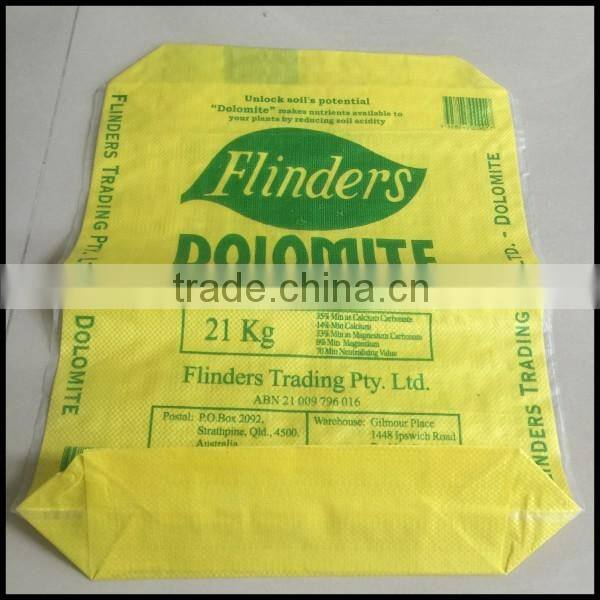 Unlock soil's potential
"Dolomite" makes nutrients available to
your plants by reducing soil acidity
Flinders
DOLOMITE
trade.china.cn
21 Kg
35% Min as Calcium Carbonate
14% Min Calcium
33% Min as Magnesium Carbonate
8% Min Magnesium
70 Min Neutralising Value
Flinders Trading Pty. Ltd.
ABN 21 009 796 016
Postal: P.O.Box 2092,
Strathpine, Qld., 4500.
Australia
Warehouse: Gilmour Place
1448 Ipswich Road
FLINDERS TRADING PTY.
DOLOMITE
LTD. - DOLOMITE
FLINDERS TRADING